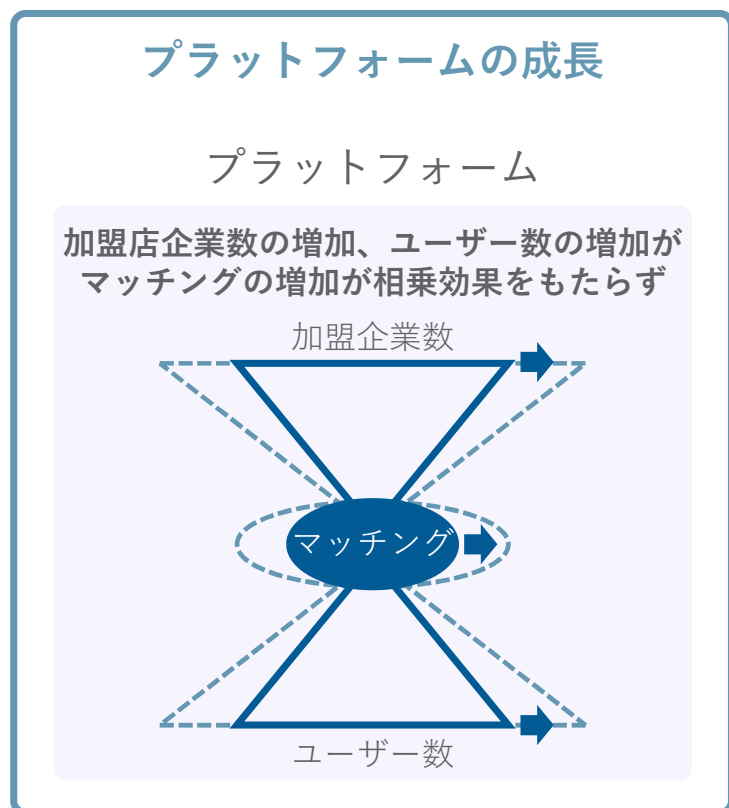 プラットフォームの成長
プラットフォーム
加盟店企業数の増加、ユーザー数の増加が
マッチングの増加が相乗効果をもたらず
加盟企業数
マッチング
ユーザー数